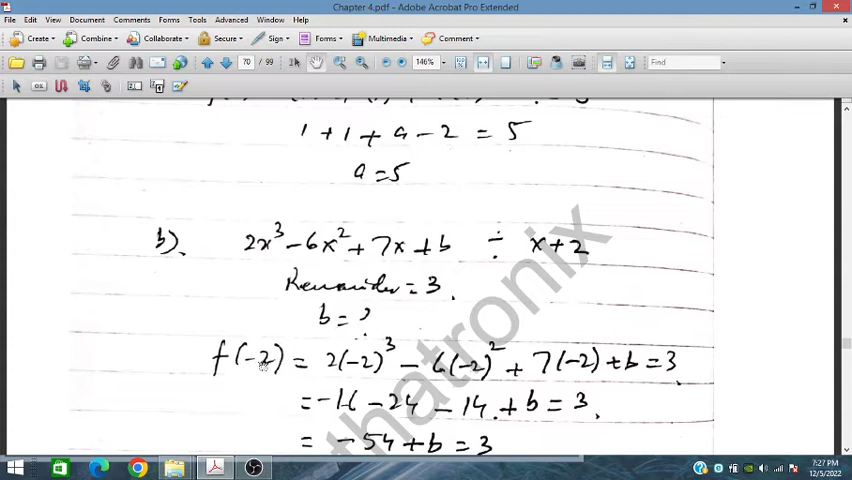 Chapter 4.pdf - Adobe Acrobat Pro Extended
File Edit View Document Comments Forms Tools Advanced Window Help
Create Combine Collaborate Secure Sign Forms Multimedia Comment
70 / 99 146% Find
1 + 1 + a - 2 = 5
a = 5
b). 2x³ - 6x² + 7x + b ÷ x + 2
Remainder = 3.
b = ?
f(-2) = 2(-2)³ - 6(-2)² + 7(-2) + b = 3
= -16 - 24 - 14 + b = 3.
= -54 + b = 3
thatronix
7:27 PM
12/5/2022